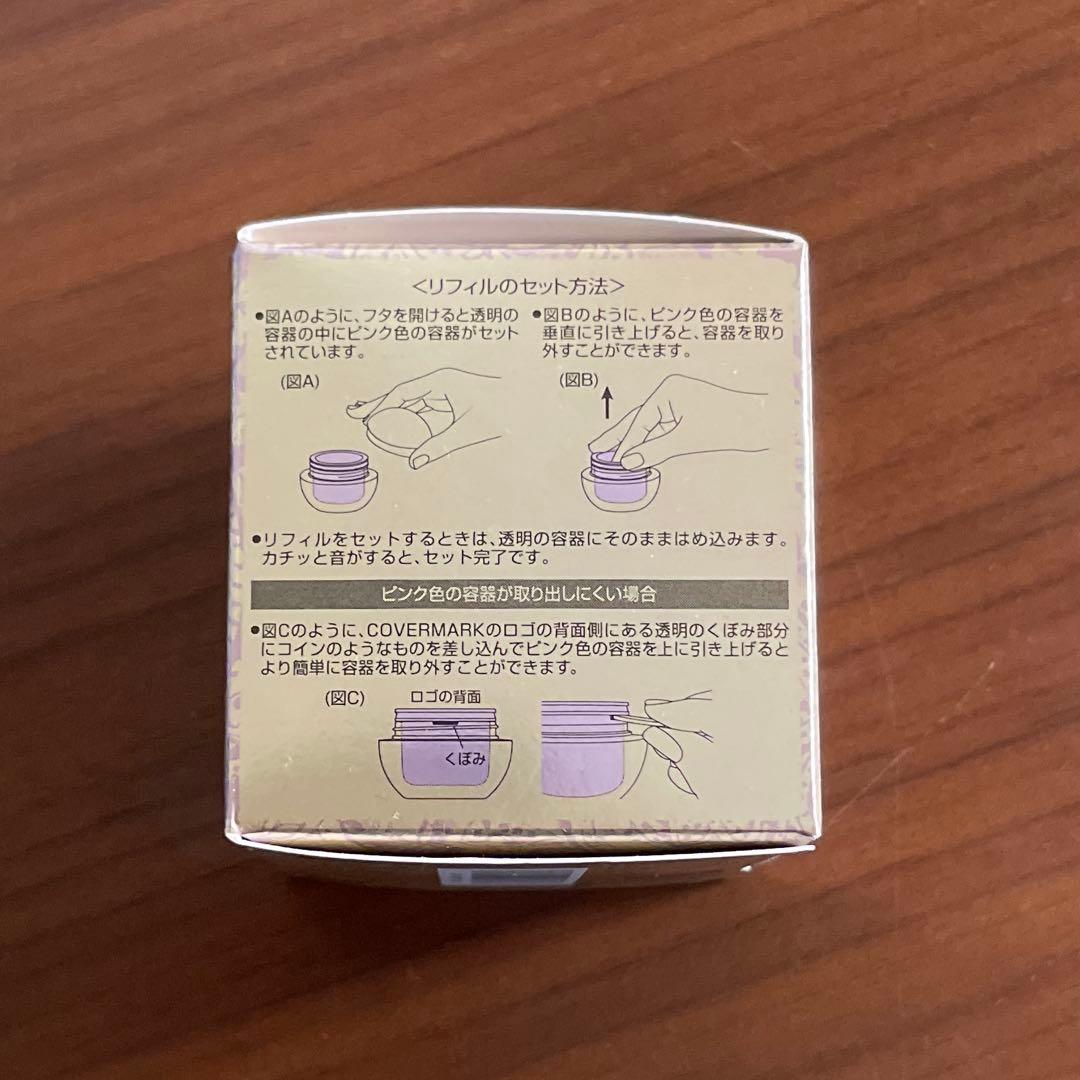 ＜リフィルのセット方法＞
●図Aのように、フタを開けると透明の
容器の中にピンク色の容器がセット
されています。
(図A)
●図Bのように、ピンク色の容器を
垂直に引き上げると、容器を取り
外すことができます。
(図B)
●リフィルをセットするときは、透明の容器にそのままはめ込みます。
カチッと音がすると、セット完了です。
ピンク色の容器が取り出しにくい場合
●図Cのように、COVERMARKのロゴの背面側にある透明のくぼみ部分
にコインのようなものを差し込んでピンク色の容器を上に引き上げると
より簡単に容器を取り外すことができます。
(図C)
ロゴの背面
くぼみ